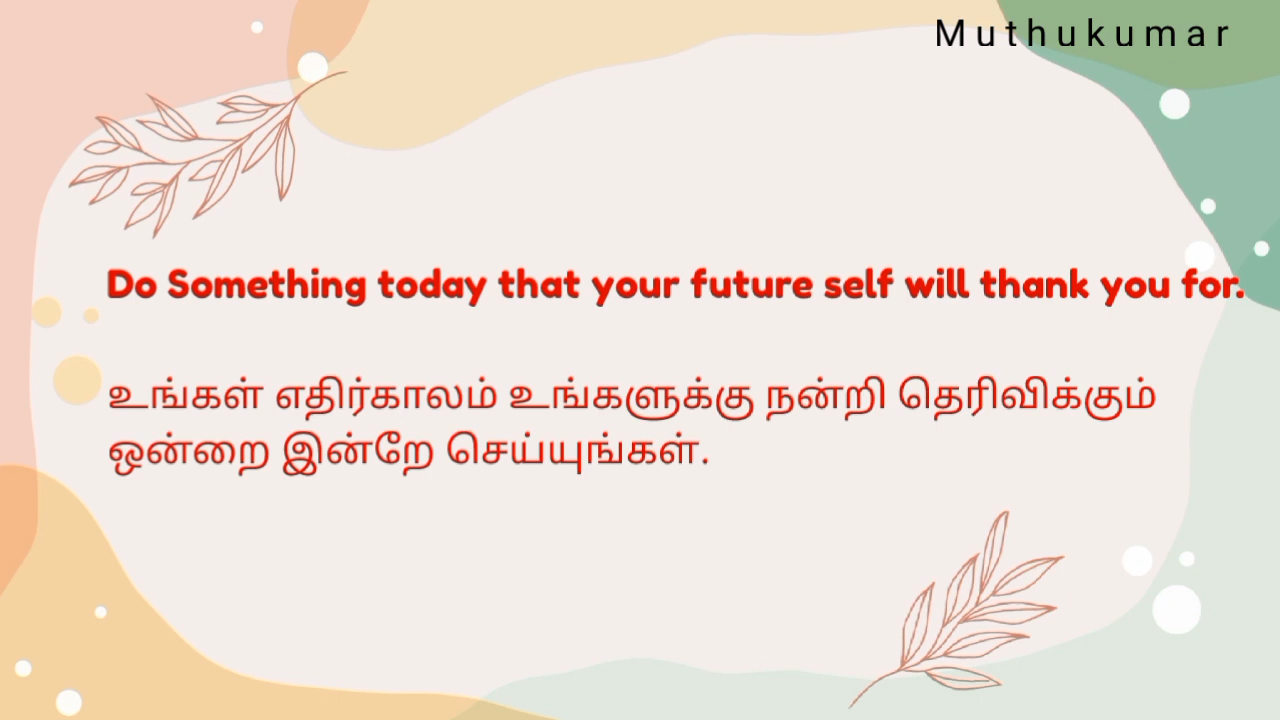 Muthukumar
Do Something today that your future self will thank you for.
உங்கள் எதிர்காலம் உங்களுக்கு நன்றி தெரிவிக்கும்
ஒன்றை இன்றே செய்யுங்கள்.